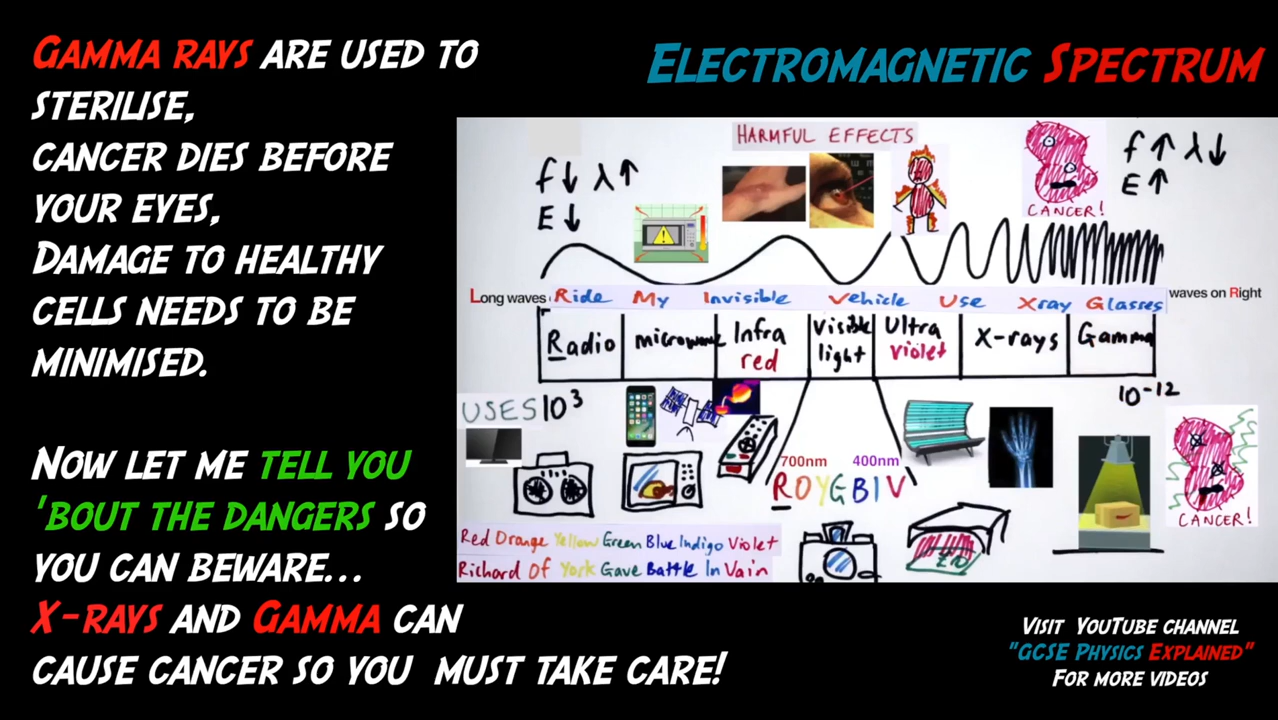 GAMMA RAYS ARE USED TO
STERILISE,
CANCER DIES BEFORE
YOUR EYES,
DAMAGE TO HEALTHY
CELLS NEEDS TO BE
MINIMISED.
NOW LET ME TELL YOU
'BOUT THE DANGERS SO
YOU CAN BEWARE...
X-RAYS AND GAMMA CAN
CAUSE CANCER SO YOU MUST TAKE CARE!
ELECTROMAGNETIC SPECTRUM
HARMFUL EFFECTS
f↓ λ↑
E↓
f↑ λ↓
E↑
CANCER!
Long waves Ride My Invisible Vehicle Use Xray Glasses waves on Right
Radio
microwave
Infra
red
Visible
light
Ultra
violet
X-rays
Gamma
USES
10³
10⁻¹²
700nm 400nm
ROYGBIV
CANCER!
Red Orange Yellow Green Blue Indigo Violet
Richard Of York Gave Battle In Vain
VISIT YOUTUBE CHANNEL
"GCSE PHYSICS EXPLAINED"
FOR MORE VIDEOS